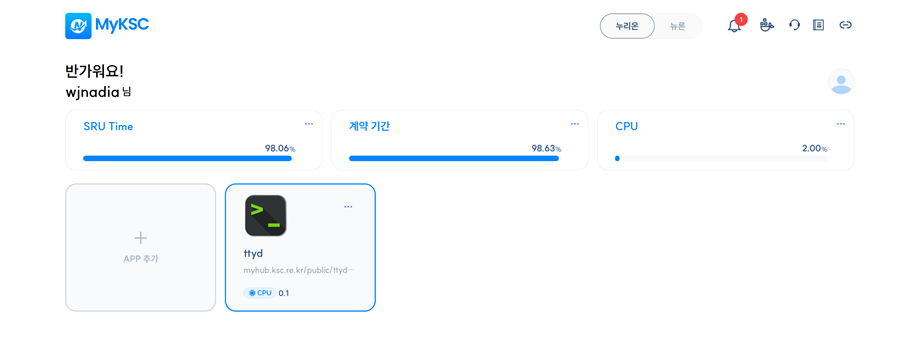 MyKSC
누리온
뉴론
1
반가워요!
wjnadia 님
SRU Time
98.06%
계약 기간
98.63%
CPU
2.00%
APP 추가
ttyd
myhub.ksc.re.kr/public/ttyd…
CPU 0.1